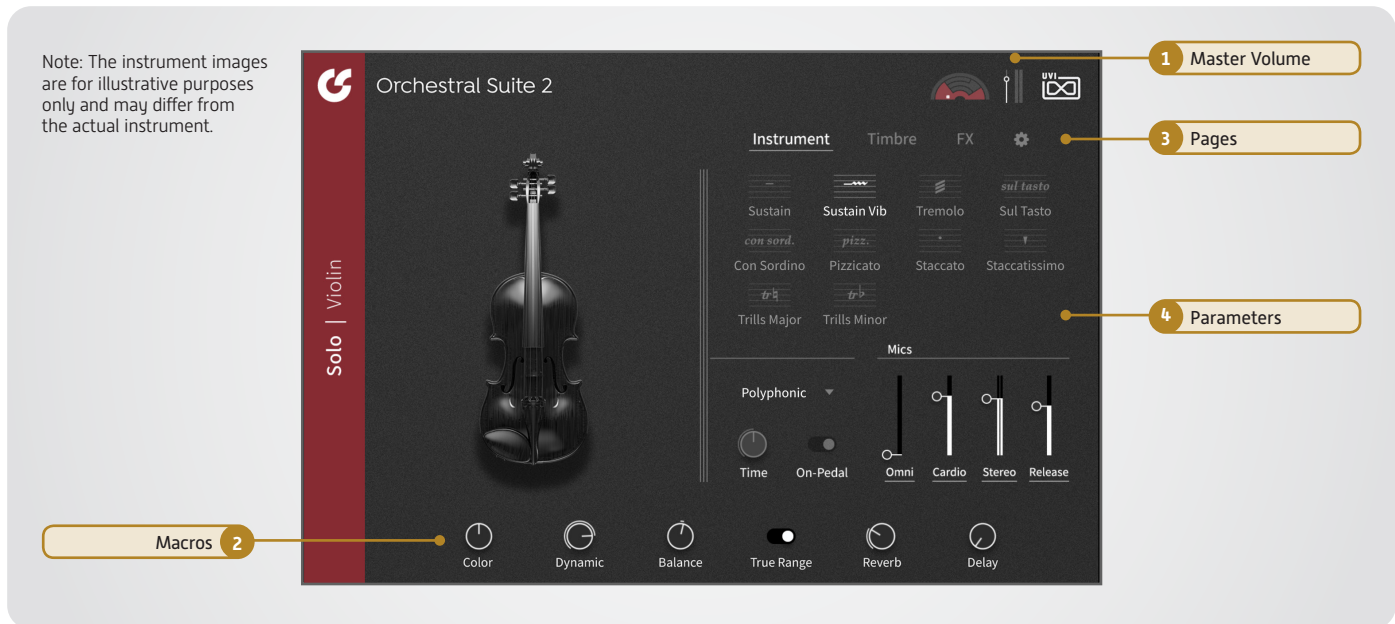 Note: The instrument images
are for illustrative purposes
only and may differ from
the actual instrument.
Orchestral Suite 2
UVI
1 Master Volume
Instrument Timbre FX
3 Pages
sul tasto
Sustain Sustain Vib Tremolo Sul Tasto
con sord. pizz.
Con Sordino Pizzicato Staccato Staccatissimo
tr♮ tr♭
Trills Major Trills Minor
4 Parameters
Solo | Violin
Mics
Polyphonic
Time On-Pedal Omni Cardio Stereo Release
Macros 2
Color Dynamic Balance True Range Reverb Delay